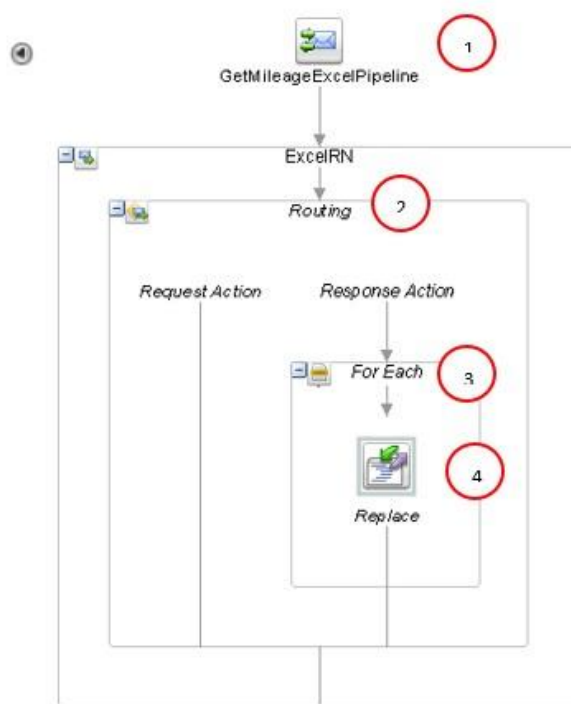 1
GetMileageExcelPipeline
ExcelRN
Routing
2
Request Action
Response Action
For Each
3
4
Replace